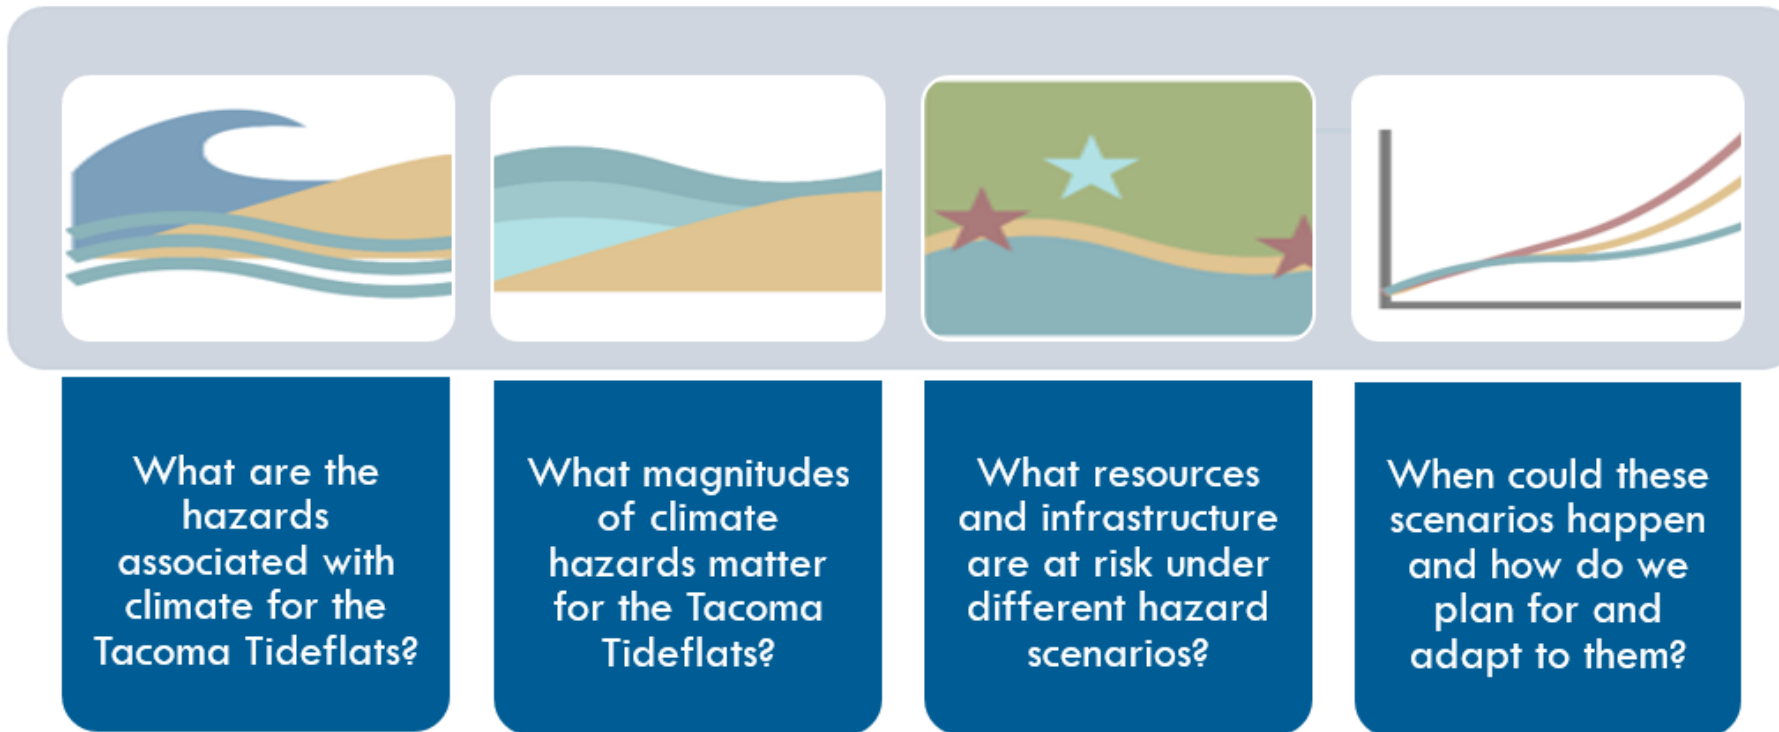 What are the
hazards
associated with
climate for the
Tacoma Tideflats?
What magnitudes
of climate
hazards matter
for the Tacoma
Tideflats?
What resources
and infrastructure
are at risk under
different hazard
scenarios?
When could these
scenarios happen
and how do we
plan for and
adapt to them?